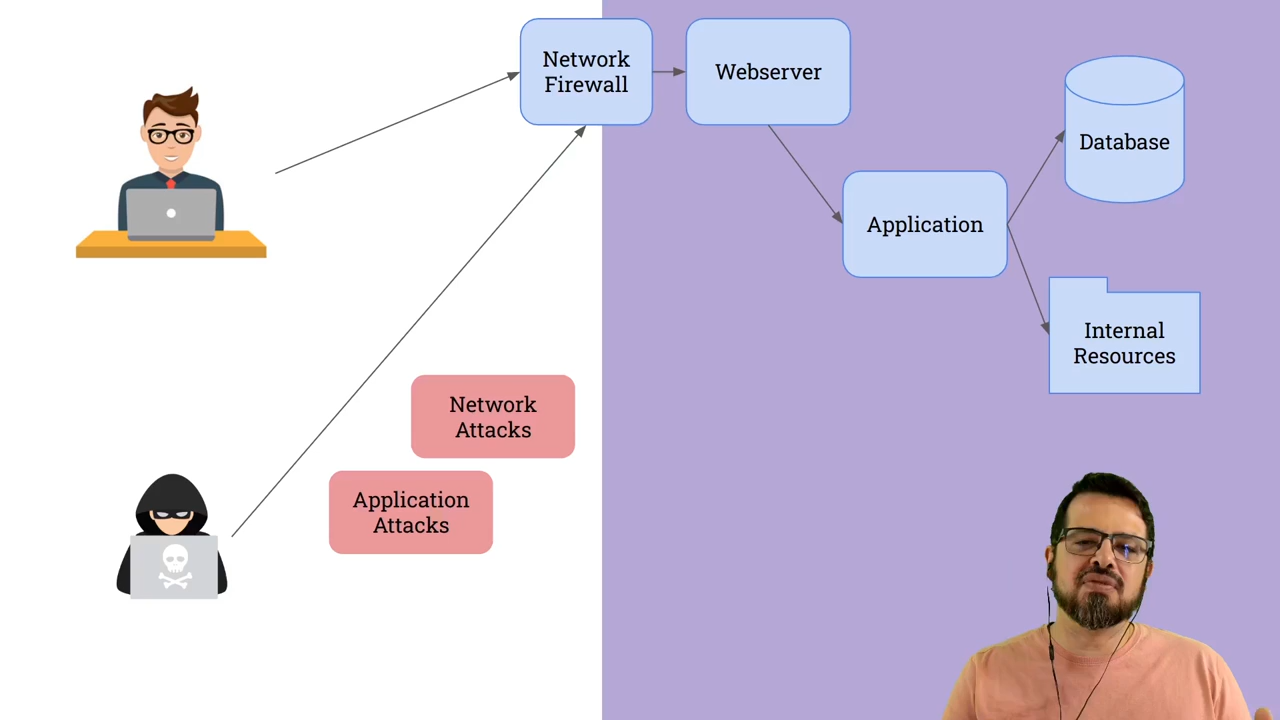 Network
Firewall
Webserver
Database
Application
Internal
Resources
Network
Attacks
Application
Attacks